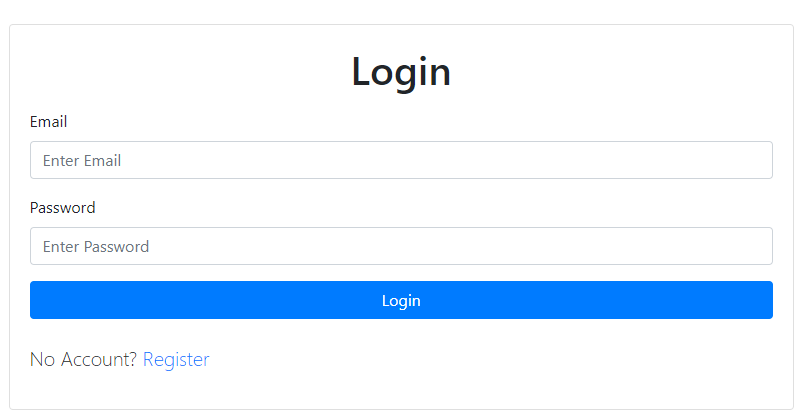 Login
Email
Enter Email
Password
Enter Password
Login
No Account? Register